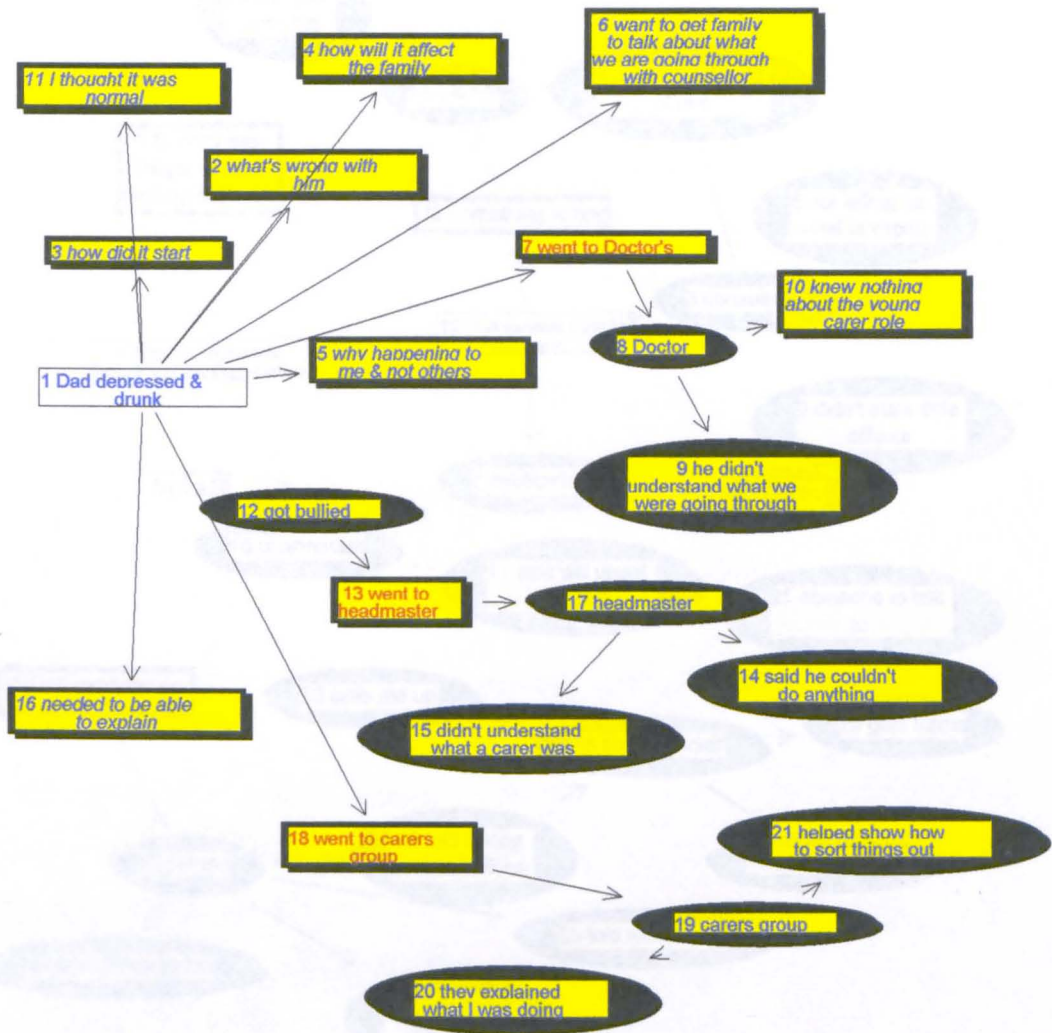 6 want to get family
to talk about what
we are going through
with counsellor
4 how will it affect
the family
11 I thought it was
normal
2 what's wrong with
him
3 how did it start
7 went to Doctor's
10 knew nothing
about the young
carer role
8 Doctor
5 why happening to
me & not others
1 Dad depressed &
drunk
9 he didn't
understand what we
were going through
12 got bullied
13 went to
headmaster
17 headmaster
14 said he couldn't
do anything
16 needed to be able
to explain
15 didn't understand
what a carer was
18 went to carers
group
21 helped show how
to sort things out
19 carers group
20 they explained
what I was doing